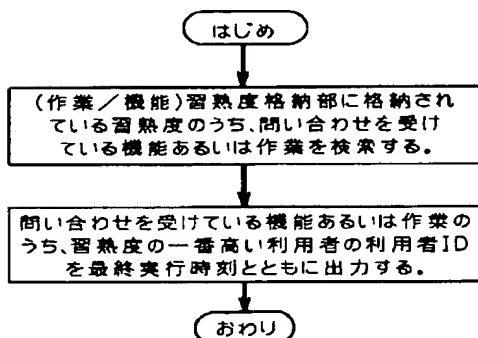 はじめ
(作業/機能)習熟度格納部に格納され
ている習熟度のうち、問い合わせを受け
ている機能あるいは作業を検索する。
問い合わせを受けている機能あるいは作業の
うち、習熟度の一番高い利用者の利用者ID
を最終実行時刻とともに出力する。
おわり